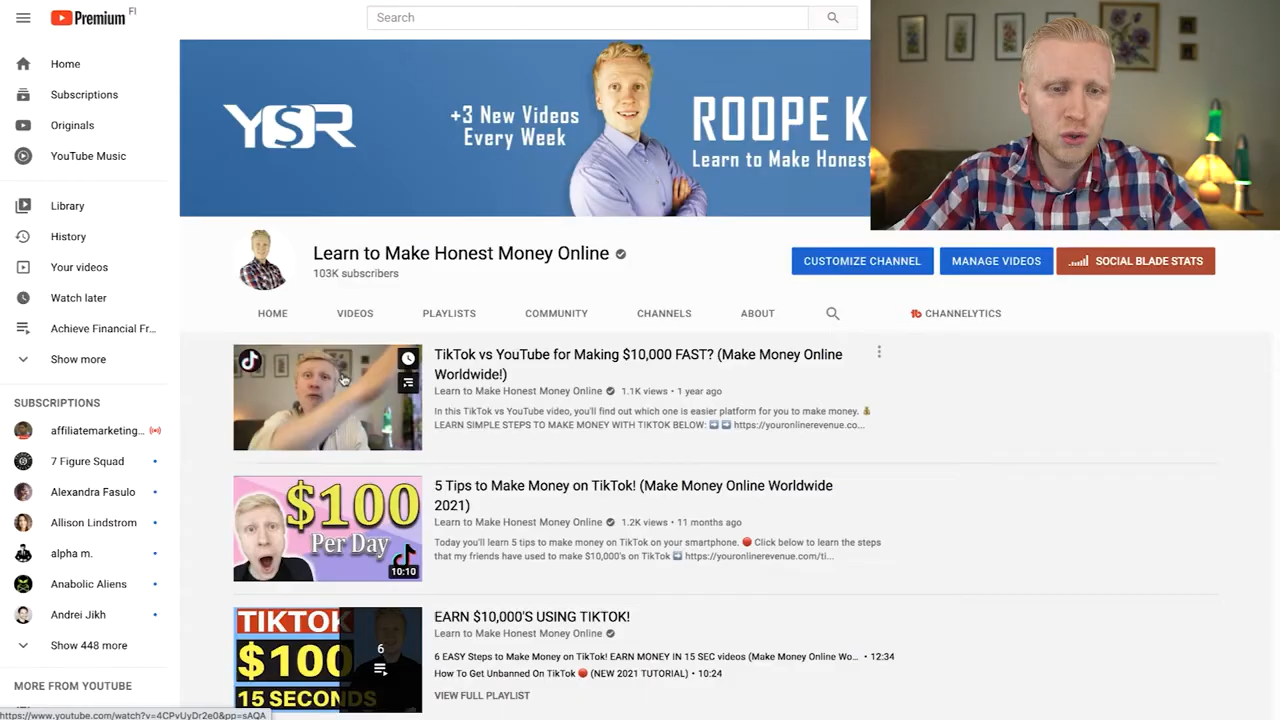 Premium FI
Search
Home
Subscriptions
Originals
YouTube Music
Library
History
Your videos
Watch later
Achieve Financial Fr...
Show more
SUBSCRIPTIONS
affiliatemarketing...
7 Figure Squad
Alexandra Fasulo
Allison Lindstrom
alpha m.
Anabolic Aliens
Andrei Jikh
Show 448 more
MORE FROM YOUTUBE
YSR
+3 New Videos
Every Week
ROOPE K
Learn to Make Hones
Learn to Make Honest Money Online
103K subscribers
CUSTOMIZE CHANNEL
MANAGE VIDEOS
SOCIAL BLADE STATS
HOME
VIDEOS
PLAYLISTS
COMMUNITY
CHANNELS
ABOUT
CHANNELYTICS
TikTok vs YouTube for Making $10,000 FAST? (Make Money Online
Worldwide!)
Learn to Make Honest Money Online 1.1K views • 1 year ago
In this TikTok vs YouTube video, you'll find out which one is easier platform for you to make money. 💰
LEARN SIMPLE STEPS TO MAKE MONEY WITH TIKTOK BELOW: ➡️ ➡️ https://youronlinerevenue.co...
$100
Per Day
10:10
5 Tips to Make Money on TikTok! (Make Money Online Worldwide
2021)
Learn to Make Honest Money Online 1.2K views • 11 months ago
Today you'll learn 5 tips to make money on TikTok on your smartphone. 🔴 Click below to learn the steps
that my friends have used to make $10,000's on TikTok ➡️ https://youronlinerevenue.com/ti...
TIKTOK
$100
15 SECONDS
6
EARN $10,000'S USING TIKTOK!
Learn to Make Honest Money Online
6 EASY Steps to Make Money on TikTok! EARN MONEY IN 15 SEC videos (Make Money Online Wo... • 12:34
How To Get Unbanned On TikTok 🔴 (NEW 2021 TUTORIAL) • 10:24
VIEW FULL PLAYLIST
https://www.youtube.com/watch?v=4CPvUyDr2e0&pp=sAQA